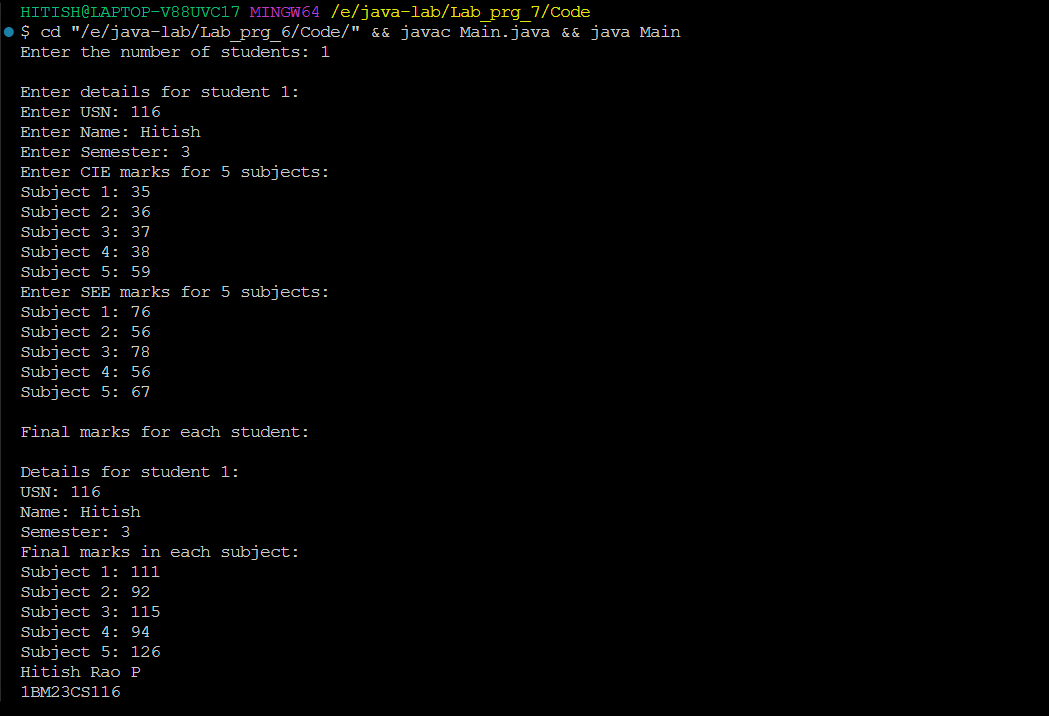 HITISH@LAPTOP-V88UVC17 MINGW64 /e/java-lab/Lab_prg_7/Code
$ cd "/e/java-lab/Lab_prg_6/Code/" && javac Main.java && java Main
Enter the number of students: 1
Enter details for student 1:
Enter USN: 116
Enter Name: Hitish
Enter Semester: 3
Enter CIE marks for 5 subjects:
Subject 1: 35
Subject 2: 36
Subject 3: 37
Subject 4: 38
Subject 5: 59
Enter SEE marks for 5 subjects:
Subject 1: 76
Subject 2: 56
Subject 3: 78
Subject 4: 56
Subject 5: 67
Final marks for each student:
Details for student 1:
USN: 116
Name: Hitish
Semester: 3
Final marks in each subject:
Subject 1: 111
Subject 2: 92
Subject 3: 115
Subject 4: 94
Subject 5: 126
Hitish Rao P
1BM23CS116